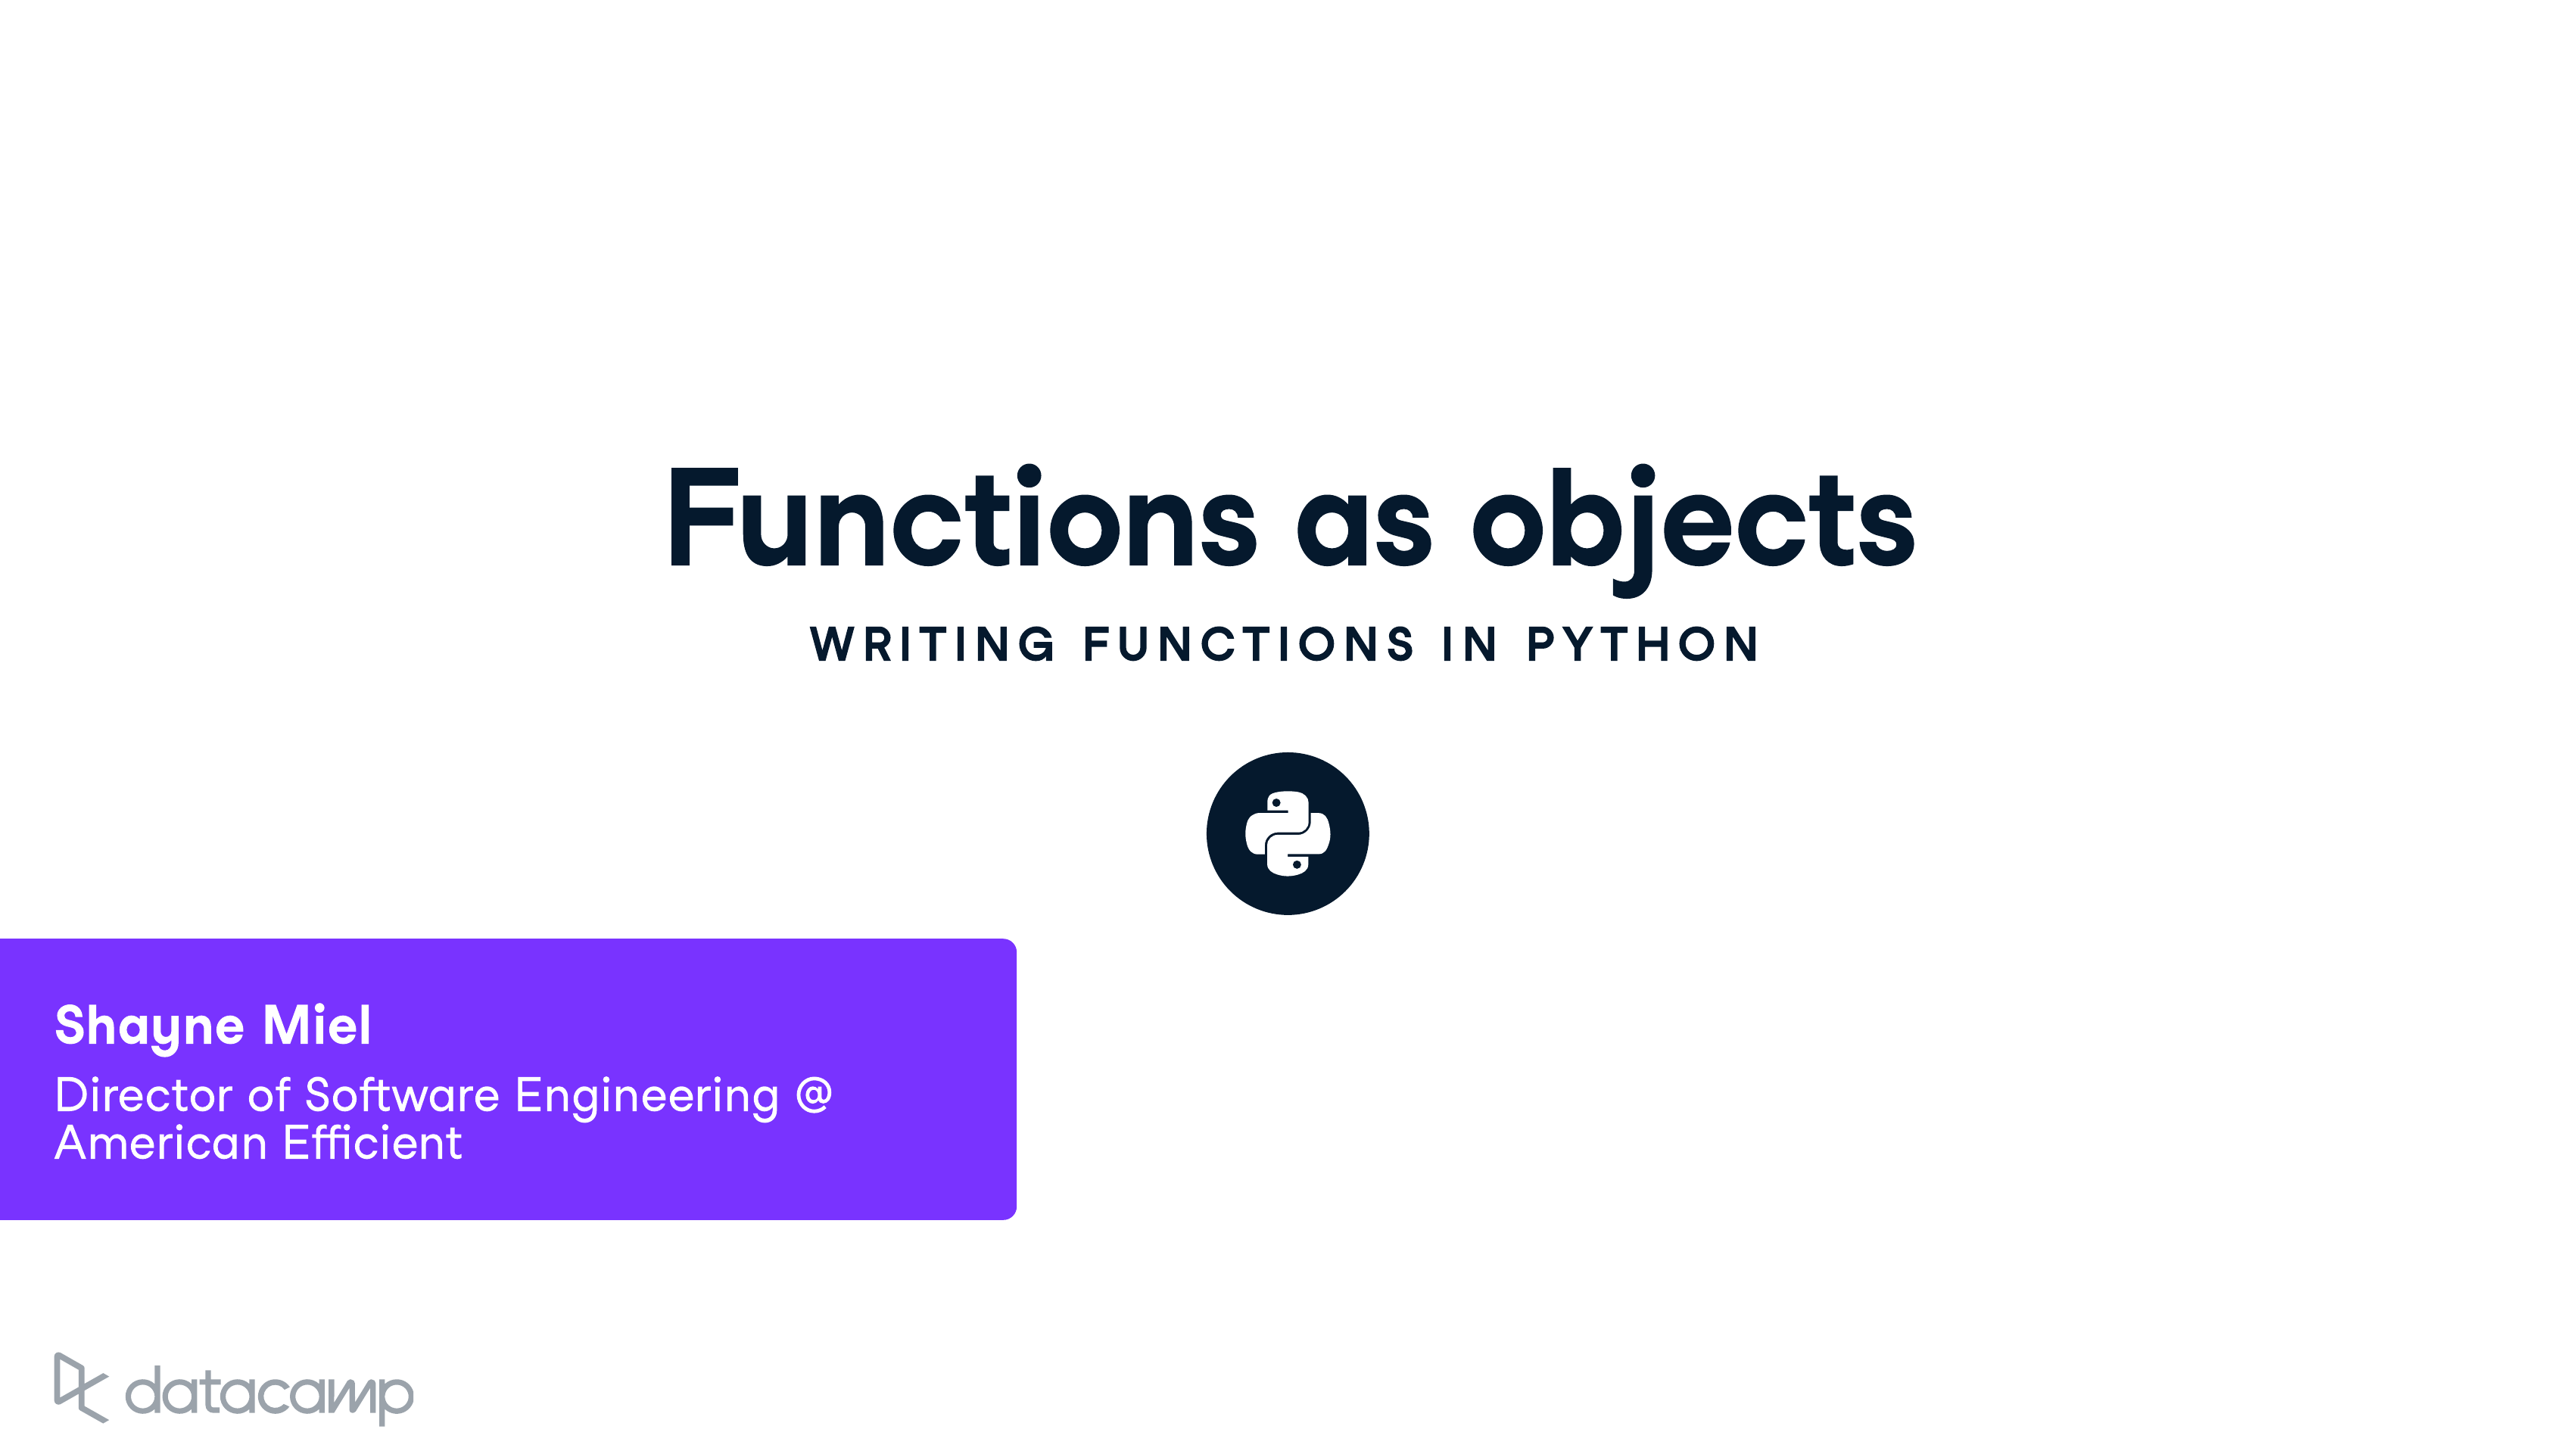 Functions as objects
WRITING FUNCTIONS IN PYTHON
Shayne Miel
Director of Software Engineering @
American Efficient
datacamp